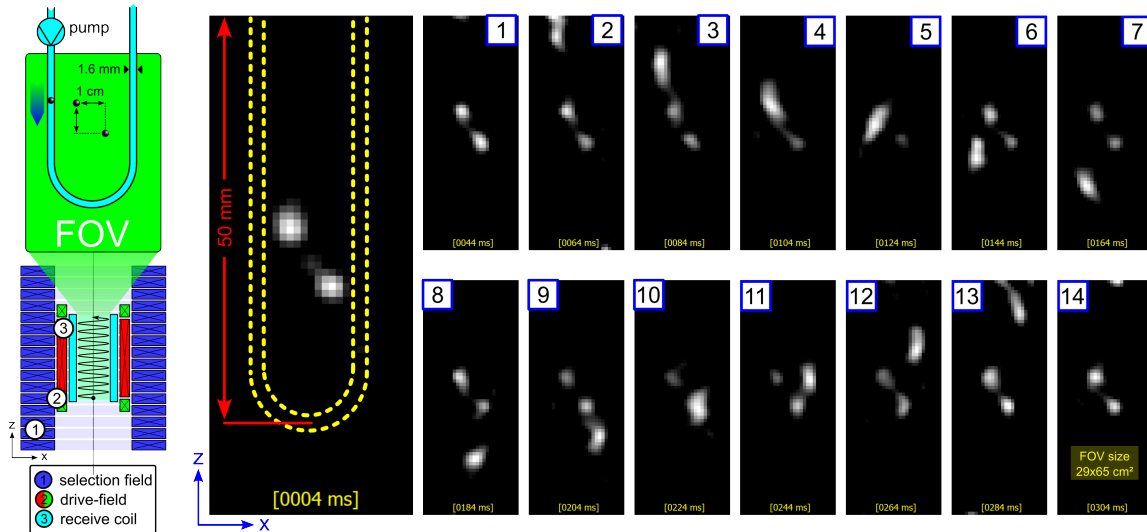 pump
1.6 mm
1 cm
FOV
3
2
1
z
x
1 selection field
2 drive-field
3 receive coil
50 mm
[0004 ms]
z
x
1
[0044 ms]
2
[0064 ms]
3
[0084 ms]
4
[0104 ms]
5
[0124 ms]
6
[0144 ms]
7
[0164 ms]
8
[0184 ms]
9
[0204 ms]
10
[0224 ms]
11
[0244 ms]
12
[0264 ms]
13
[0284 ms]
14
FOV size
29x65 cm²
[0304 ms]